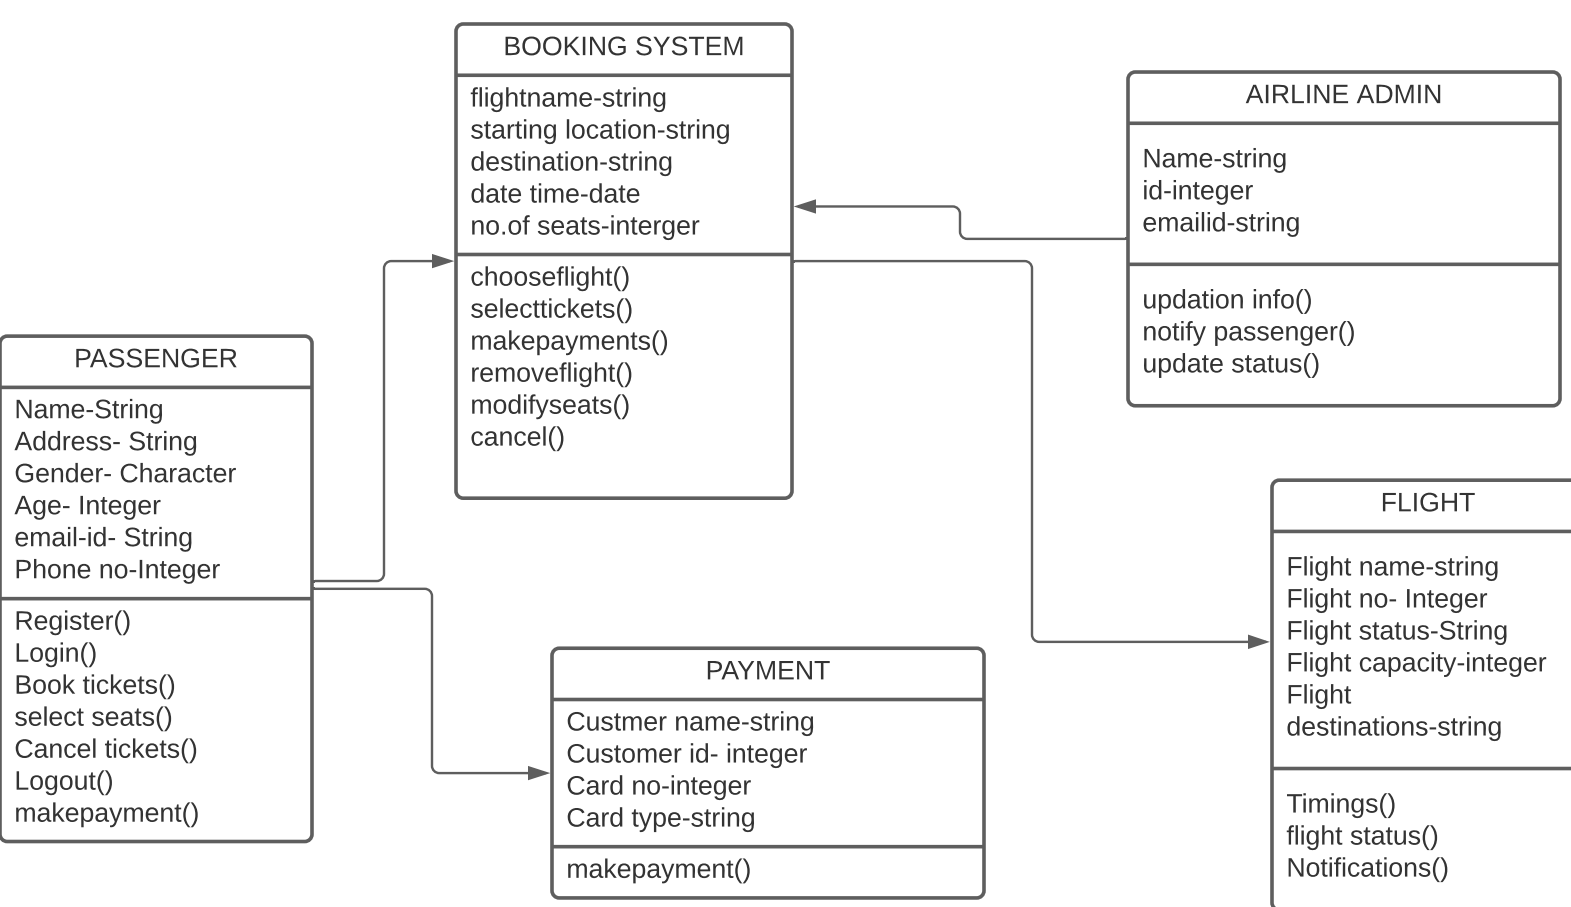 BOOKING SYSTEM
flightname-string
starting location-string
destination-string
date time-date
no.of seats-interger
chooseflight()
selecttickets()
makepayments()
removeflight()
modifyseats()
cancel()
AIRLINE ADMIN
Name-string
id-integer
emailid-string
updation info()
notify passenger()
update status()
PASSENGER
Name-String
Address- String
Gender- Character
Age- Integer
email-id- String
Phone no-Integer
Register()
Login()
Book tickets()
select seats()
Cancel tickets()
Logout()
makepayment()
PAYMENT
Custmer name-string
Customer id- integer
Card no-integer
Card type-string
makepayment()
FLIGHT
Flight name-string
Flight no- Integer
Flight status-String
Flight capacity-integer
Flight
destinations-string
Timings()
flight status()
Notifications()